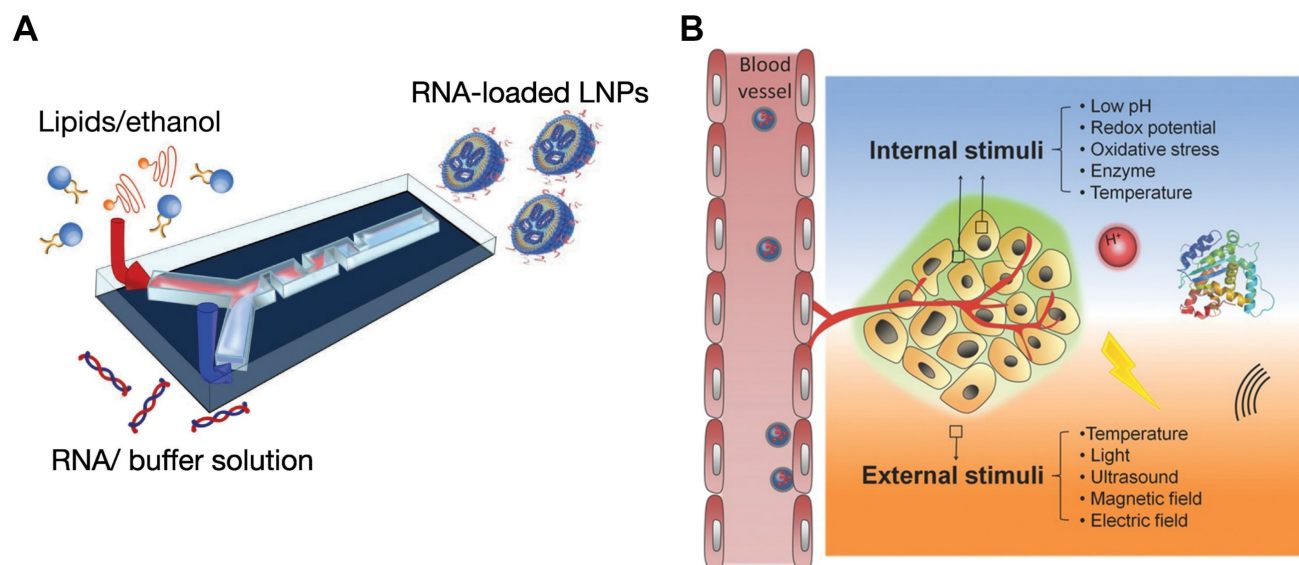 A
Lipids/ethanol
RNA-loaded LNPs
RNA/ buffer solution
B
Blood
vessel
Internal stimuli
• Low pH
• Redox potential
• Oxidative stress
• Enzyme
• Temperature
H⁺
External stimuli
•Temperature
• Light
• Ultrasound
• Magnetic field
• Electric field